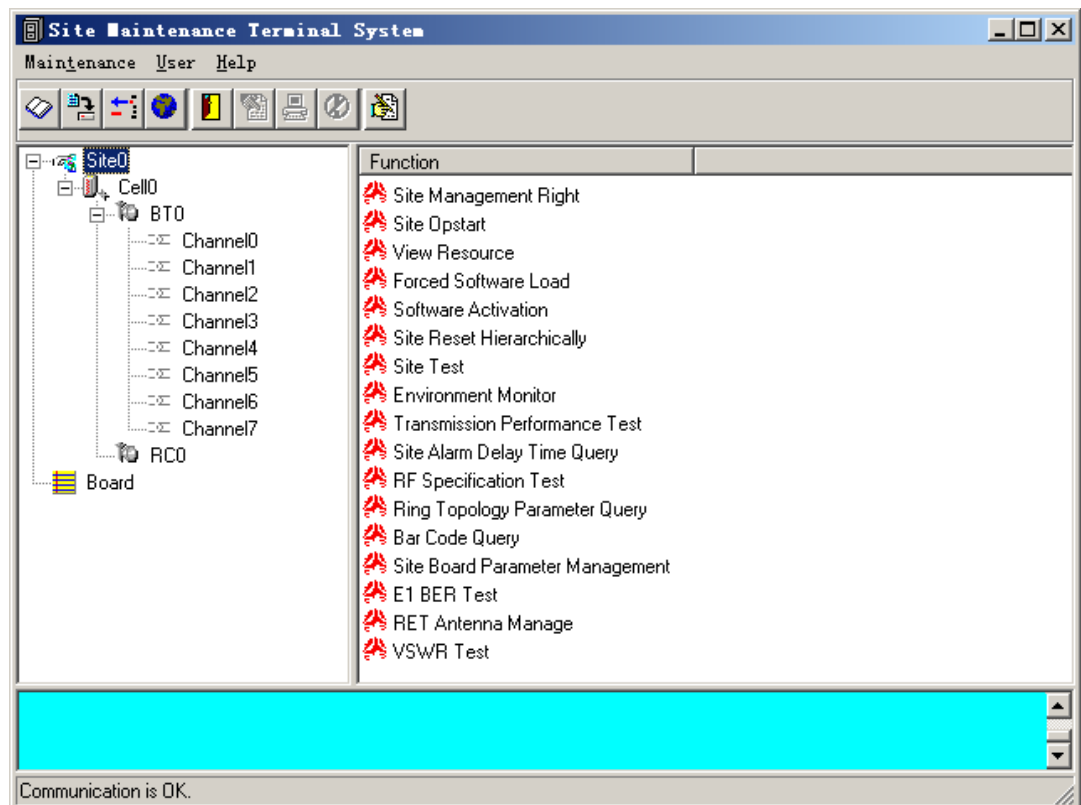 Site Maintenance Terminal System
Maintenance User Help
Site0
Cell0
BT0
Channel0
Channel1
Channel2
Channel3
Channel4
Channel5
Channel6
Channel7
RC0
Board
Function
Site Management Right
Site Opstart
View Resource
Forced Software Load
Software Activation
Site Reset Hierarchically
Site Test
Environment Monitor
Transmission Performance Test
Site Alarm Delay Time Query
RF Specification Test
Ring Topology Parameter Query
Bar Code Query
Site Board Parameter Management
E1 BER Test
RET Antenna Manage
VSWR Test
Communication is OK.